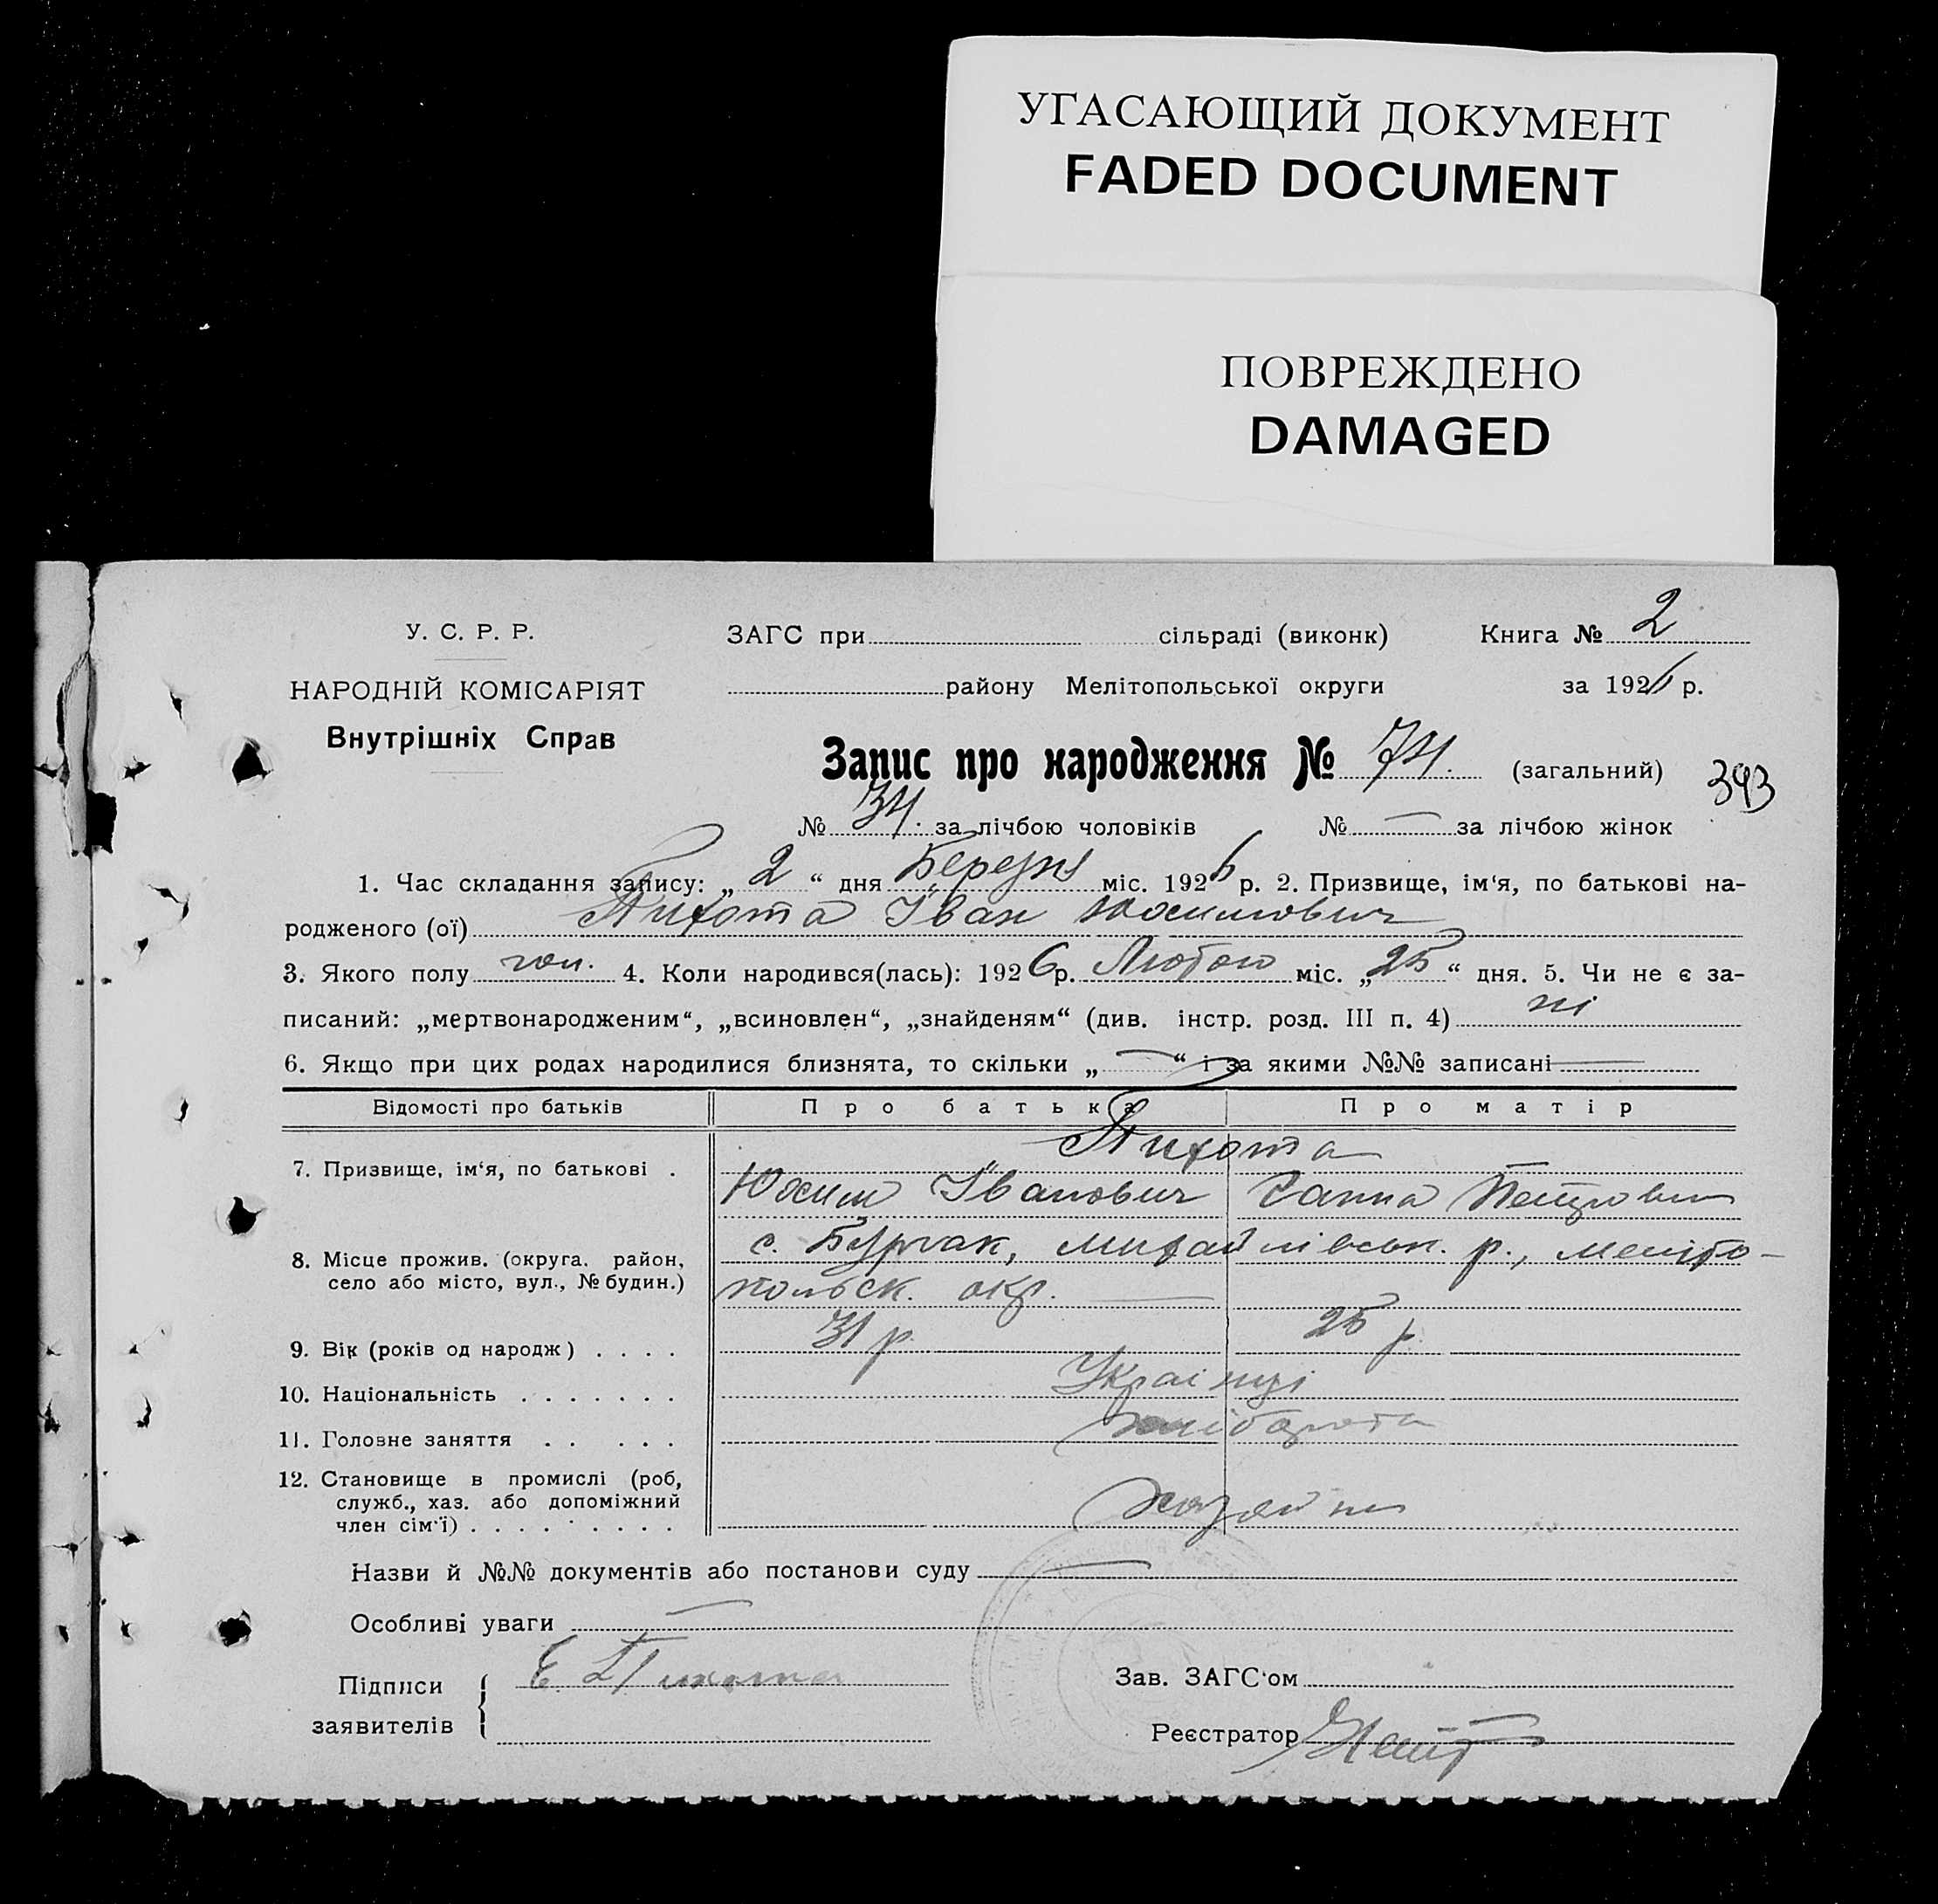 УГАСАЮЩИЙ ДОКУМЕНТ
FADED DOCUMENT
ПОВРЕЖДЕНО
DAMAGED
У. С. Р. Р.
НАРОДНІЙ КОМІСАРІЯТ
Внутрішніх Справ
ЗАГС при сільраді (виконк) Книга № 2
району Мелітопольської округи за 1926 р.
Запис про народження № 74. (загальний) 393
№ 34. за лічбою чоловіків № — за лічбою жінок
1. Час складання запису: „ 2 “ дня Березня міс. 1926 р. 2. Призвище, ім‘я, по батькові на-
родженого (ої) Пихота Іван Юхимович
3. Якого полу чол. 4. Коли народився(лась): 1926 р. Лютого міс. „ 25 “ дня. 5. Чи не є за-
писаний: „мертвонародженим“, „всиновлен“, „знайденям“ (див. інстр. розд. III п. 4) ні
6. Якщо при цих родах народилися близнята, то скільки „ — “ і за якими №№ записані —
Відомості про батьків Про батька Про матір
7. Призвище, ім‘я, по батькові . Пихота
Юхим Іванович Ганна Петровна
8. Місце прожив. (округа. район, село або місто, вул., № будин.) с. Бурчак, Михайлівськ. р., Меліто-
польськ. окр. —
9. Вік (років од народж) . . . . 31 р. 25 р.
10. Національність . . . . . . . Українці
11. Головне заняття . . . . . хліборобы
12. Становище в промислі (роб,
служб., хаз. або допоміжний
член сім‘ї) . . . . . . . . . хазяїни
Назви й №№ документів або постанови суду —
Особливі уваги —
Підписи заявителів Е. Пихота
Зав. ЗАГС‘ом
Реєстратор